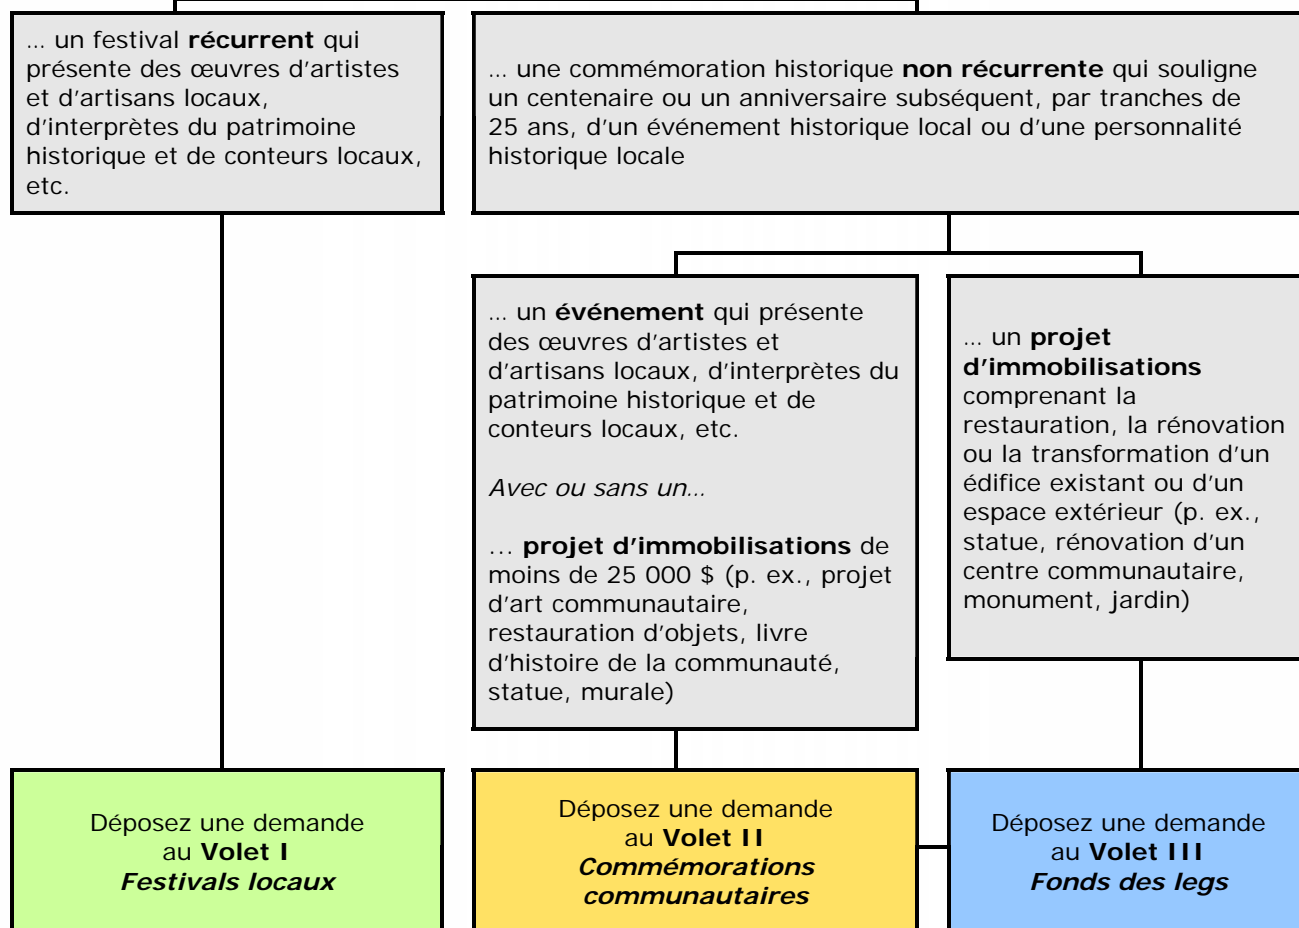 ... un festival récurrent qui
présente des œuvres d'artistes
et d'artisans locaux,
d'interprètes du patrimoine
historique et de conteurs locaux,
etc.
... une commémoration historique non récurrente qui souligne
un centenaire ou un anniversaire subséquent, par tranches de
25 ans, d'un événement historique local ou d'une personnalité
historique locale
... un événement qui présente
des œuvres d'artistes et
d'artisans locaux, d'interprètes du
patrimoine historique et de
conteurs locaux, etc.
Avec ou sans un…
... projet d'immobilisations de
moins de 25 000 $ (p. ex., projet
d'art communautaire,
restauration d'objets, livre
d'histoire de la communauté,
statue, murale)
... un projet
d'immobilisations
comprenant la
restauration, la rénovation
ou la transformation d'un
édifice existant ou d'un
espace extérieur (p. ex.,
statue, rénovation d'un
centre communautaire,
monument, jardin)
Déposez une demande
au Volet I
Festivals locaux
Déposez une demande
au Volet II
Commémorations
communautaires
Déposez une demande
au Volet III
Fonds des legs